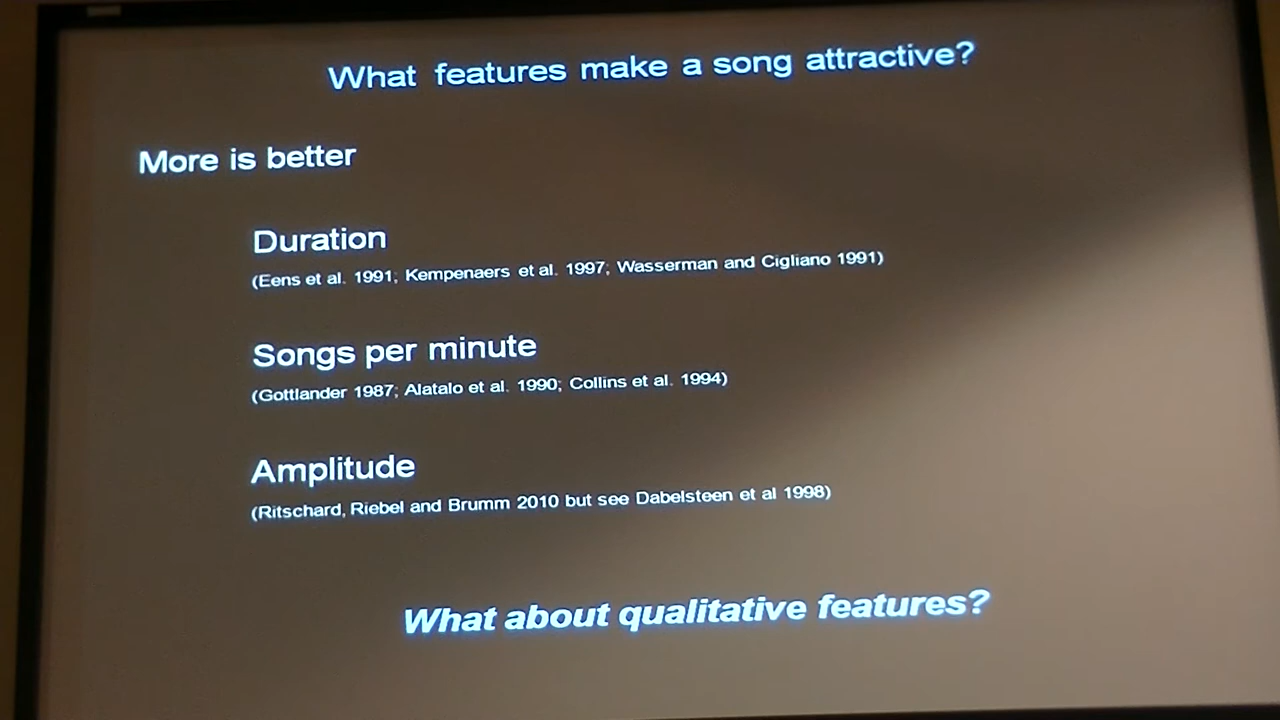 What features make a song attractive?
More is better
Duration
(Eens et al. 1991; Kempenaers et al. 1997; Wasserman and Cigliano 1991)
Songs per minute
(Gottlander 1987; Alatalo et al. 1990; Collins et al. 1994)
Amplitude
(Ritschard, Riebel and Brumm 2010 but see Dabelsteen et al 1998)
What about qualitative features?